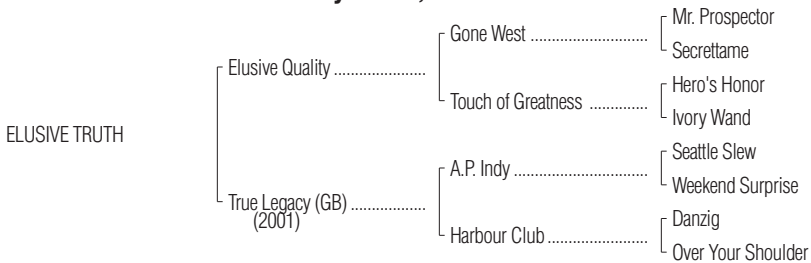 Mr. Prospector
Gone West ............................
Secrettame
Elusive Quality ......................
Hero's Honor
Touch of Greatness ..............
Ivory Wand
ELUSIVE TRUTH
Seattle Slew
A.P. Indy ................................
Weekend Surprise
True Legacy (GB) ..................
(2001)
Danzig
Harbour Club ........................
Over Your Shoulder